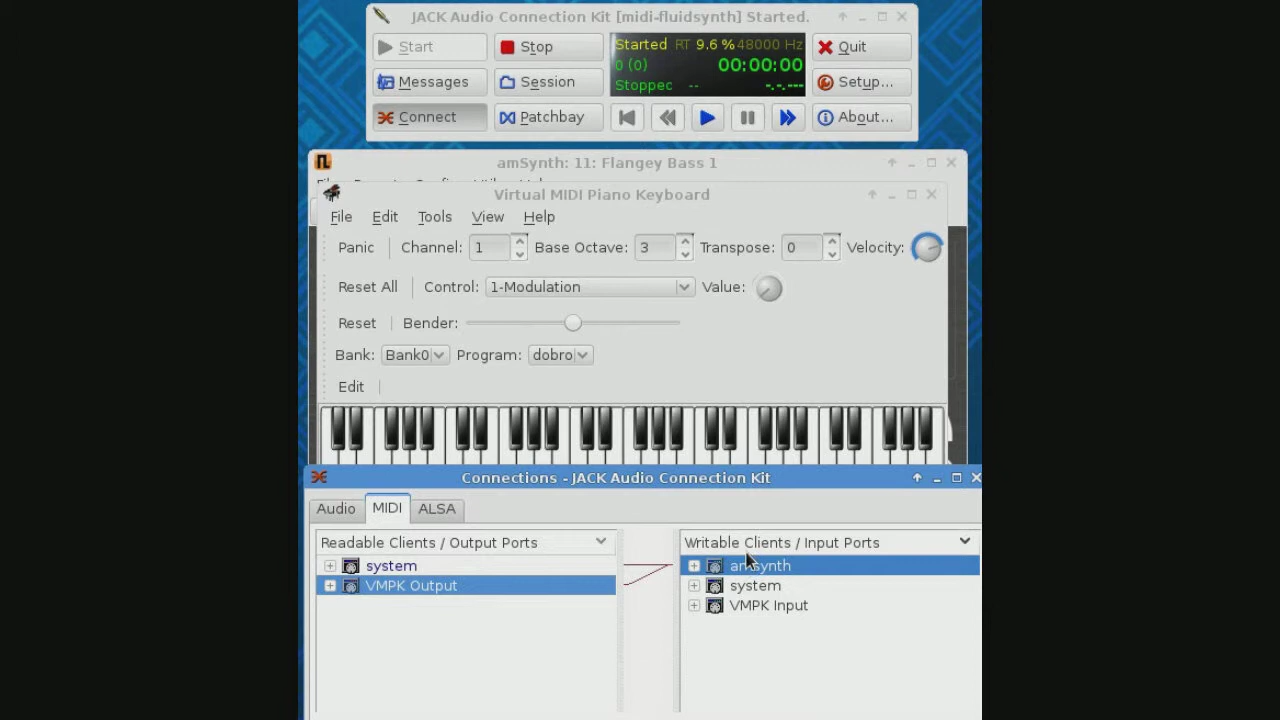 JACK Audio Connection Kit [midi-fluidsynth] Started.
Start Stop Started RT 9.6 % 48000 Hz Quit
0 (0) 00:00:00
Messages Session Stoppec -- -.-.--- Setup...
Connect Patchbay About...
amSynth: 11: Flangey Bass 1
Virtual MIDI Piano Keyboard
File Edit Tools View Help
Panic Channel: 1 Base Octave: 3 Transpose: 0 Velocity:
Reset All Control: 1-Modulation Value:
Reset Bender:
Bank: Bank0 Program: dobro
Edit
Connections - JACK Audio Connection Kit
Audio MIDI ALSA
Readable Clients / Output Ports Writable Clients / Input Ports
system amsynth
VMPK Output system
VMPK Input